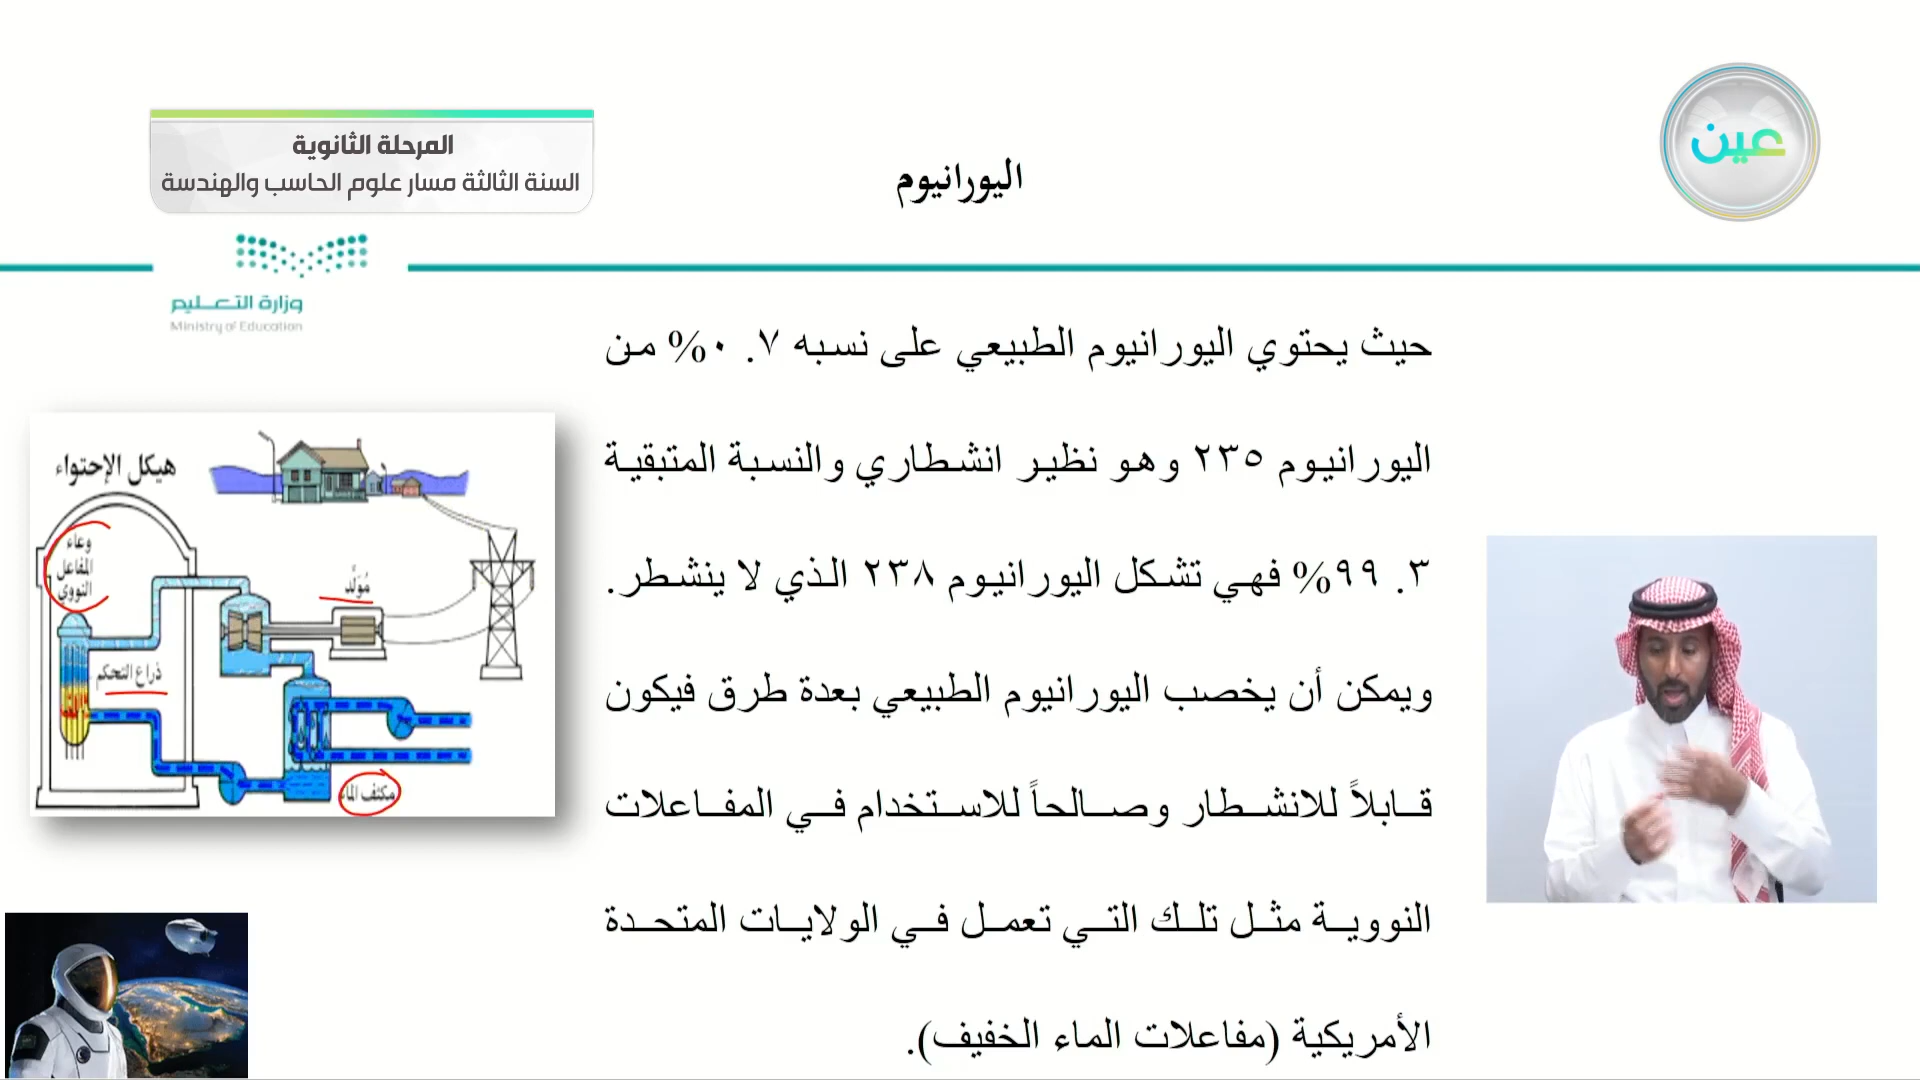 المرحلة الثانوية
السنة الثالثة مسار علوم الحاسب والهندسة
عين
اليورانيوم
وزارة التعليم
Ministry of Education
حيث يحتوي اليورانيوم الطبيعي على نسبه ٧. ٠% من
اليورانيوم ٢٣٥ وهو نظير انشطاري والنسبة المتبقية
٣. ٩٩% فهي تشكل اليورانيوم ٢٣٨ الذي لا ينشطر.
ويمكن أن يخصب اليورانيوم الطبيعي بعدة طرق فيكون
قابلاً للانشطار وصالحاً للاستخدام في المفاعلات
النووية مثل تلك التي تعمل في الولايات المتحدة
الأمريكية (مفاعلات الماء الخفيف).
هيكل الإحتواء
وعاء
المفاعل
النووي
مُوَلّد
ذراع التحكم
مكثف الماء